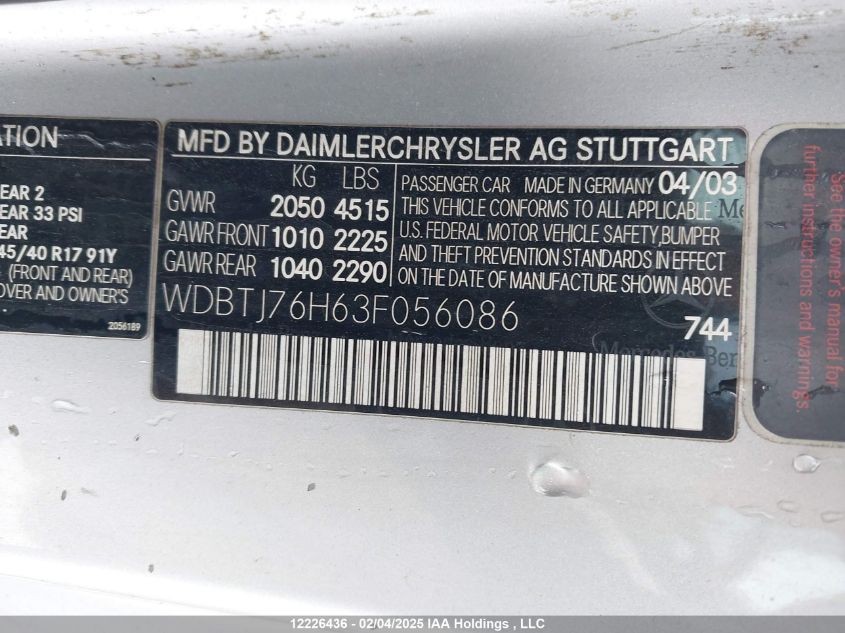 ATION
EAR 2
EAR 33 PSI
EAR
45/40 R17 91Y
(FRONT AND REAR)
OVER AND OWNER'S
2056189
MFD BY DAIMLERCHRYSLER AG STUTTGART
KG LBS
GVWR 2050 4515
GAWR FRONT 1010 2225
GAWR REAR 1040 2290
PASSENGER CAR MADE IN GERMANY 04/03
THIS VEHICLE CONFORMS TO ALL APPLICABLE
U.S. FEDERAL MOTOR VEHICLE SAFETY,BUMPER
AND THEFT PREVENTION STANDARDS IN EFFECT
ON THE DATE OF MANUFACTURE SHOWN ABOVE
WDBTJ76H63F056086
744
Mercedes-Ben
See the owner's manual for
further instructions and warnings.
12226436 - 02/04/2025 IAA Holdings , LLC